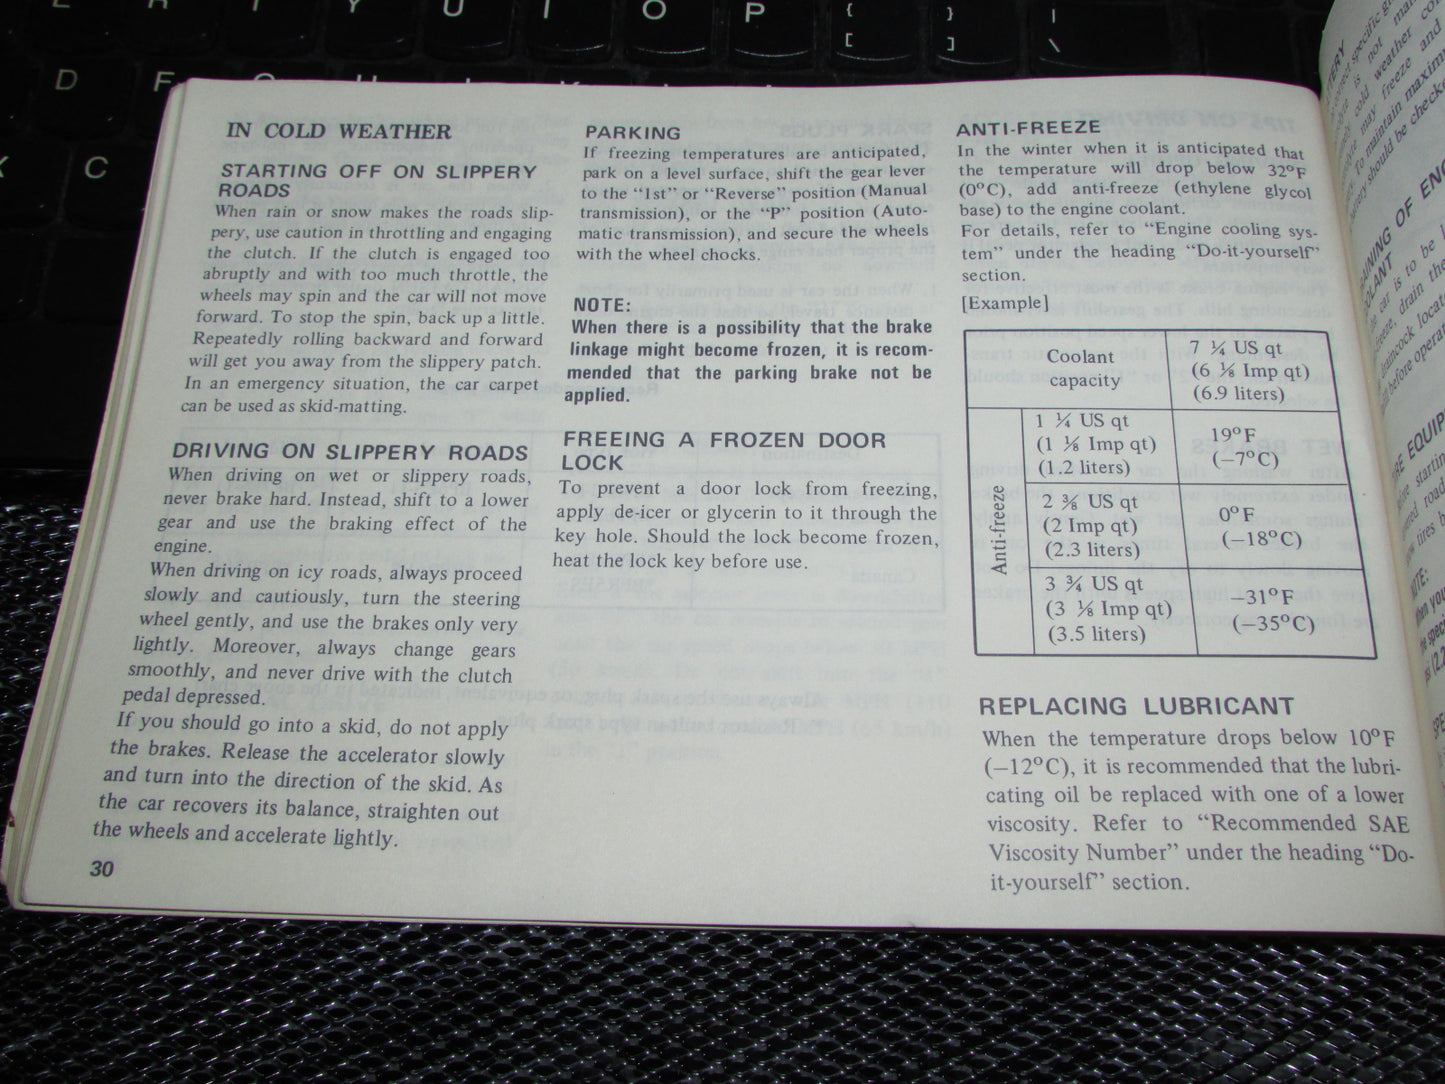 R T Y U I O P { [ } ] | \
D F
C
IN COLD WEATHER
STARTING OFF ON SLIPPERY
ROADS
When rain or snow makes the roads slip-
pery, use caution in throttling and engaging
the clutch. If the clutch is engaged too
abruptly and with too much throttle, the
wheels may spin and the car will not move
forward. To stop the spin, back up a little.
Repeatedly rolling backward and forward
will get you away from the slippery patch.
In an emergency situation, the car carpet
can be used as skid-matting.
DRIVING ON SLIPPERY ROADS
When driving on wet or slippery roads,
never brake hard. Instead, shift to a lower
gear and use the braking effect of the
engine.
When driving on icy roads, always proceed
slowly and cautiously, turn the steering
wheel gently, and use the brakes only very
lightly. Moreover, always change gears
smoothly, and never drive with the clutch
pedal depressed.
If you should go into a skid, do not apply
the brakes. Release the accelerator slowly
and turn into the direction of the skid. As
the car recovers its balance, straighten out
the wheels and accelerate lightly.
30
PARKING
If freezing temperatures are anticipated,
park on a level surface, shift the gear lever
to the “1st” or “Reverse” position (Manual
transmission), or the “P” position (Auto-
matic transmission), and secure the wheels
with the wheel chocks.
NOTE:
When there is a possibility that the brake
linkage might become frozen, it is recom-
mended that the parking brake not be
applied.
FREEING A FROZEN DOOR
LOCK
To prevent a door lock from freezing,
apply de-icer or glycerin to it through the
key hole. Should the lock become frozen,
heat the lock key before use.
ANTI-FREEZE
In the winter when it is anticipated that
the temperature will drop below 32°F
(0°C), add anti-freeze (ethylene glycol
base) to the engine coolant.
For details, refer to “Engine cooling sys-
tem” under the heading “Do-it-yourself”
section.
[Example]
Coolant
capacity
7 ¼ US qt
(6 ⅛ Imp qt)
(6.9 liters)
Anti-freeze
1 ¼ US qt
(1 ⅛ Imp qt)
(1.2 liters)
19°F
(−7°C)
2 ⅜ US qt
(2 Imp qt)
(2.3 liters)
0°F
(−18°C)
3 ¾ US qt
(3 ⅛ Imp qt)
(3.5 liters)
−31°F
(−35°C)
REPLACING LUBRICANT
When the temperature drops below 10°F
(−12°C), it is recommended that the lubri-
cating oil be replaced with one of a lower
viscosity. Refer to “Recommended SAE
Viscosity Number” under the heading “Do-
it-yourself” section.